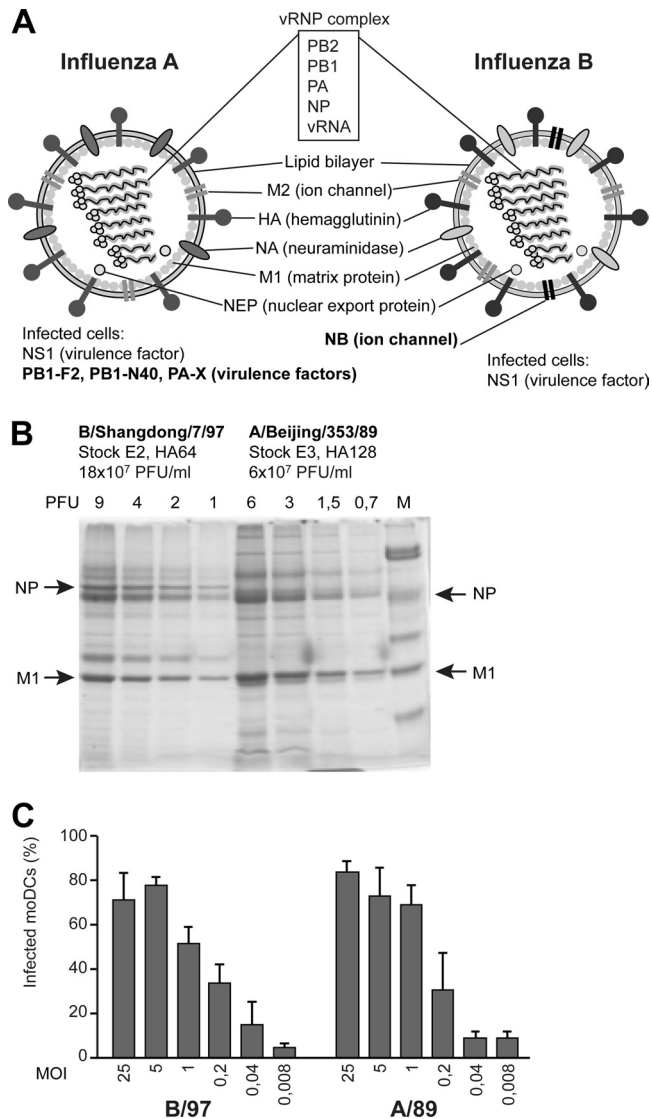 A
vRNP complex
Influenza A
Influenza B
PB2
PB1
PA
NP
vRNA
Lipid bilayer
M2 (ion channel)
HA (hemagglutinin)
NA (neuraminidase)
M1 (matrix protein)
NEP (nuclear export protein)
NB (ion channel)
Infected cells:
NS1 (virulence factor)
PB1-F2, PB1-N40, PA-X (virulence factors)
Infected cells:
NS1 (virulence factor)
B
B/Shangdong/7/97
Stock E2, HA64
18x10⁷ PFU/ml
A/Beijing/353/89
Stock E3, HA128
6x10⁷ PFU/ml
PFU 9 4 2 1 6 3 1,5 0,7 M
NP
NP
M1
M1
C
Infected moDCs (%)
100
80
60
40
20
0
MOI 25 5 1 0,2 0,04 0,008 25 5 1 0,2 0,04 0,008
B/97 A/89